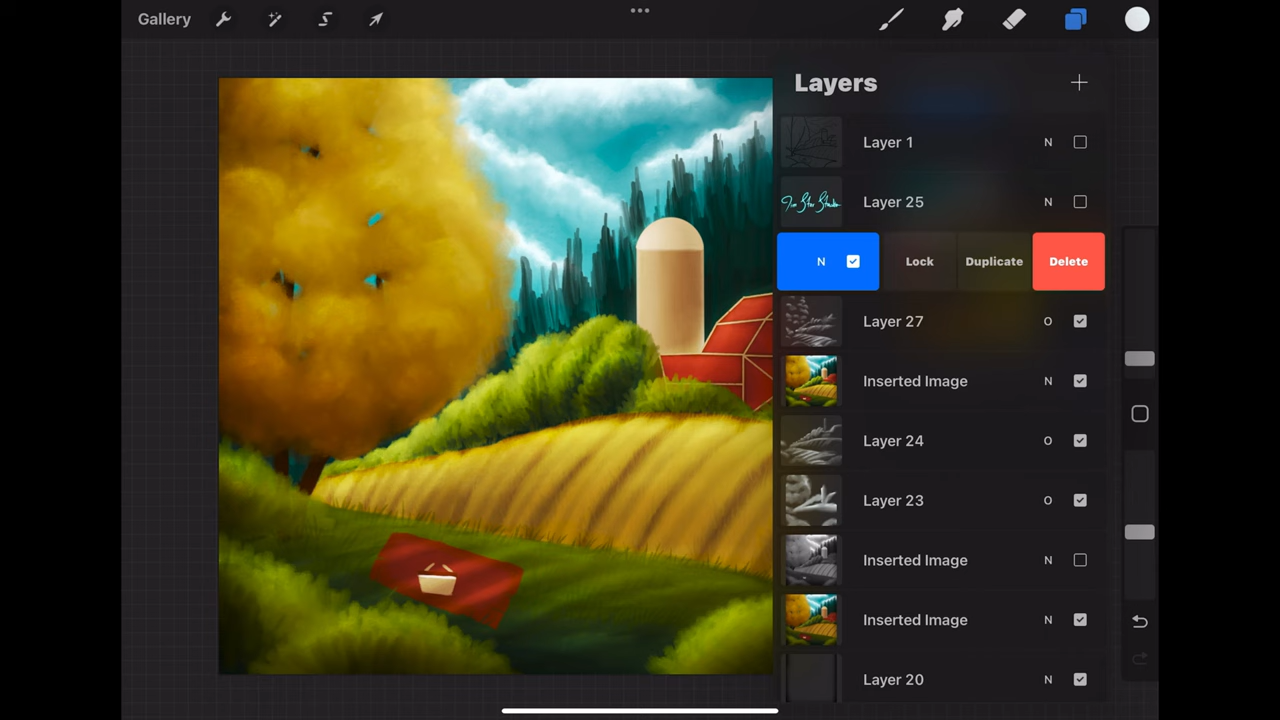 Gallery
Layers
Layer 1 N
Layer 25 N
N Lock Duplicate Delete
Layer 27 O
Inserted Image N
Layer 24 O
Layer 23 O
Inserted Image N
Inserted Image N
Layer 20 N